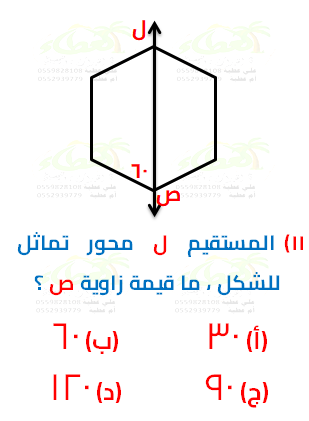 ل
٦٠
ص
١١) المستقيم ل محور تماثل
للشكل ، ما قيمة زاوية ص ؟
(أ) ٣٠ (ب) ٦٠
(ج) ٩٠ (د) ١٢٠